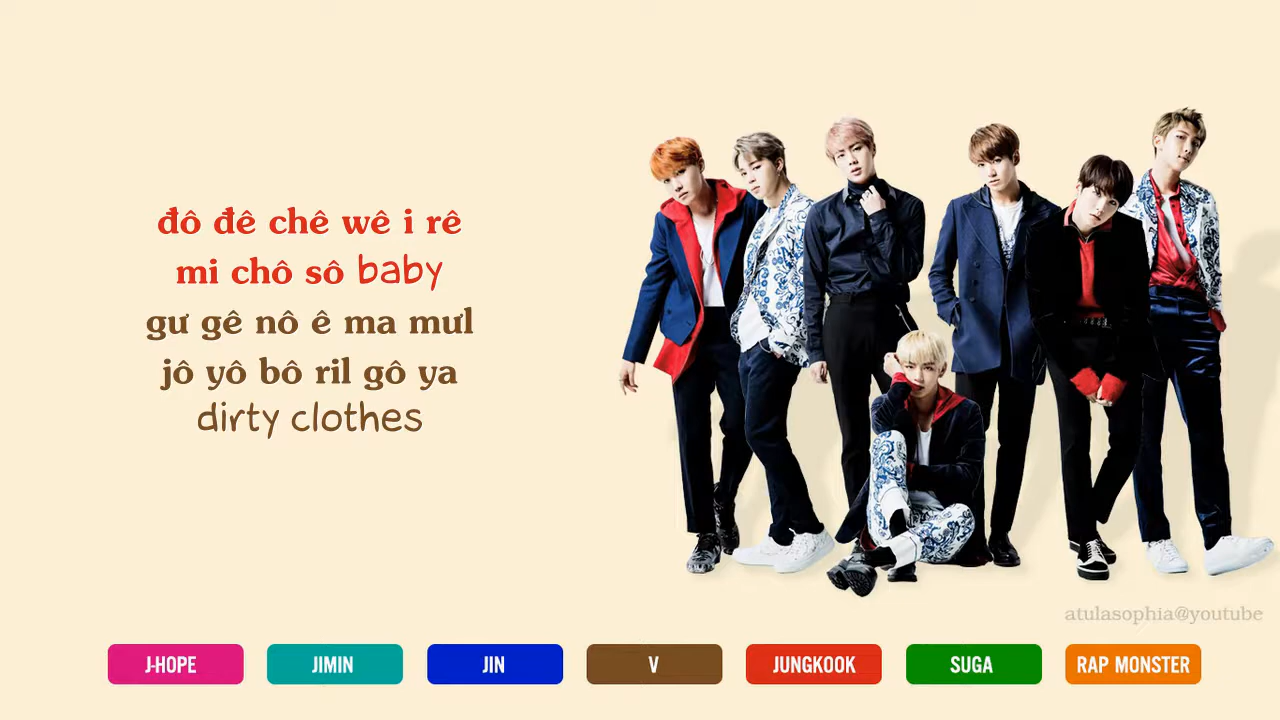 đô đê chê wê i rê
mi chô sô baby
gư gê nô ê ma mưl
jô yô bô ril gô ya
dirty clothes
atulasophia@youtube
J-HOPE
JIMIN
JIN
V
JUNGKOOK
SUGA
RAP MONSTER